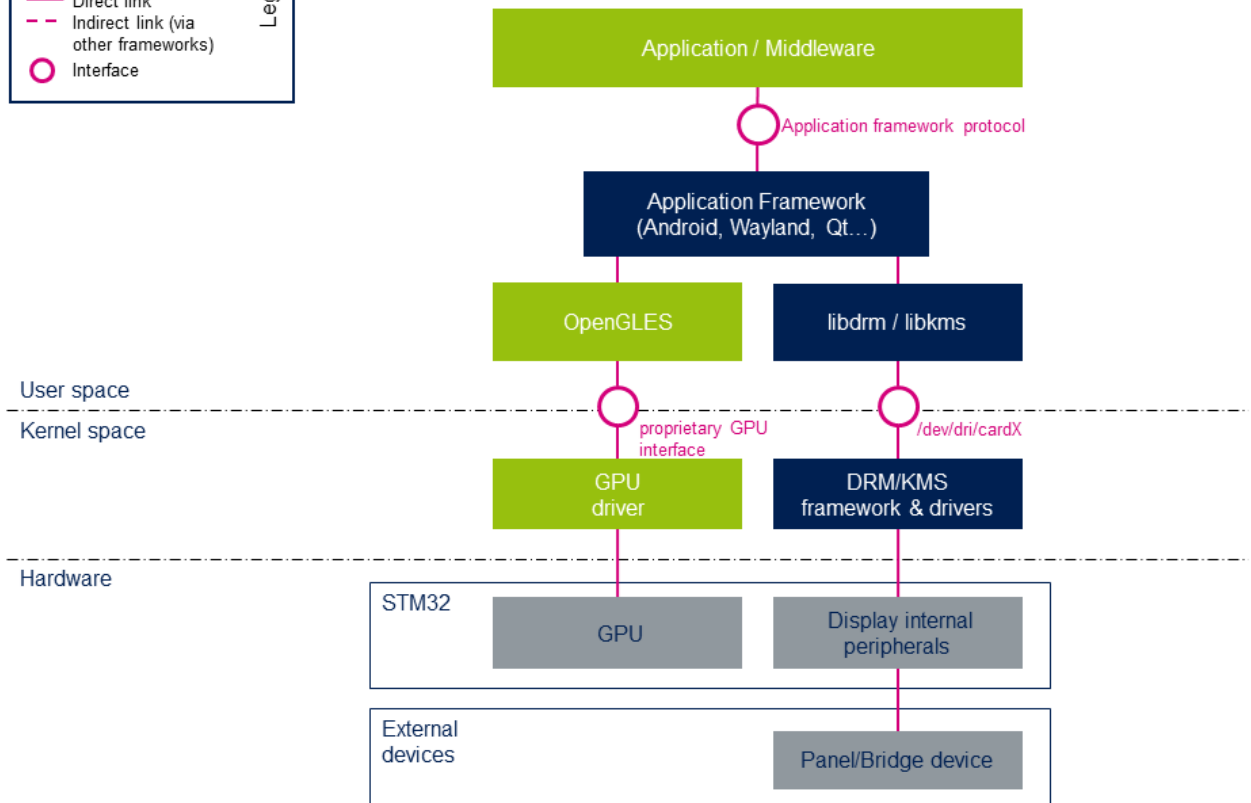 Direct link
Indirect link (via
other frameworks)
Interface
Application / Middleware
Application framework protocol
Application Framework
(Android, Wayland, Qt...)
OpenGLES
libdrm / libkms
User space
Kernel space
proprietary GPU
interface
/dev/dri/cardX
GPU
driver
DRM/KMS
framework & drivers
Hardware
STM32
GPU
Display internal
peripherals
External
devices
Panel/Bridge device